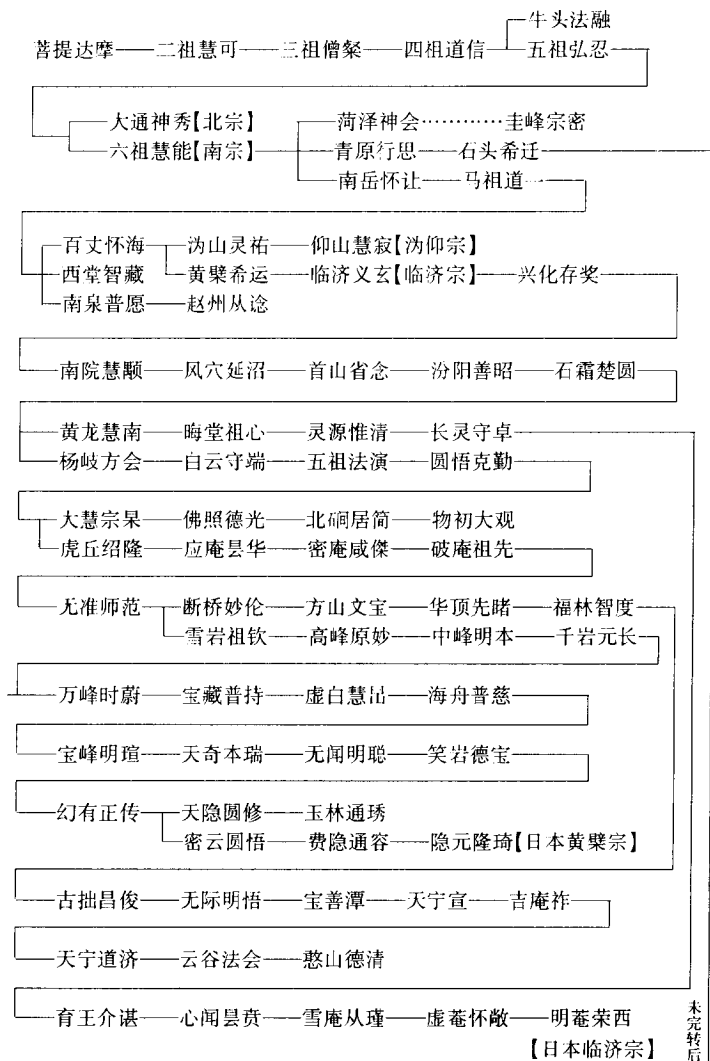 牛头法融
菩提达摩——二祖慧可——三祖僧粲——四祖道信——五祖弘忍
大通神秀【北宗】——菏泽神会…………圭峰宗密
六祖慧能【南宗】——青原行思——石头希迁
南岳怀让——马祖道
百丈怀海——沩山灵祐——仰山慧寂【沩仰宗】
西堂智藏 黄檗希运——临济义玄【临济宗】——兴化存奖
南泉普愿——赵州从谂
南院慧颙——风穴延沼——首山省念——汾阳善昭——石霜楚圆
黄龙慧南——晦堂祖心——灵源惟清——长灵守卓
杨岐方会——白云守端——五祖法演——圆悟克勤
大慧宗杲——佛照德光——北磵居简——物初大观
虎丘绍隆——应庵昙华——密庵咸傑——破庵祖先
无准师范——断桥妙伦——方山文宝——华顶先睹——福林智度
雪岩祖钦——高峰原妙——中峰明本——千岩元长
万峰时蔚——宝藏普持——虚白慧昷——海舟普慈
宝峰明瑄——天奇本瑞——无闻明聪——笑岩德宝
幻有正传——天隐圆修——玉林通琇
密云圆悟——费隐通容——隐元隆琦【日本黄檗宗】
古拙昌俊——无际明悟——宝善潭——天宁宣——吉庵祚
天宁道济——云谷法会——憨山德清
育王介谌——心闻昙贲——雪庵从瑾——虚菴怀敞——明菴荣西
【日本临济宗】
未完转后